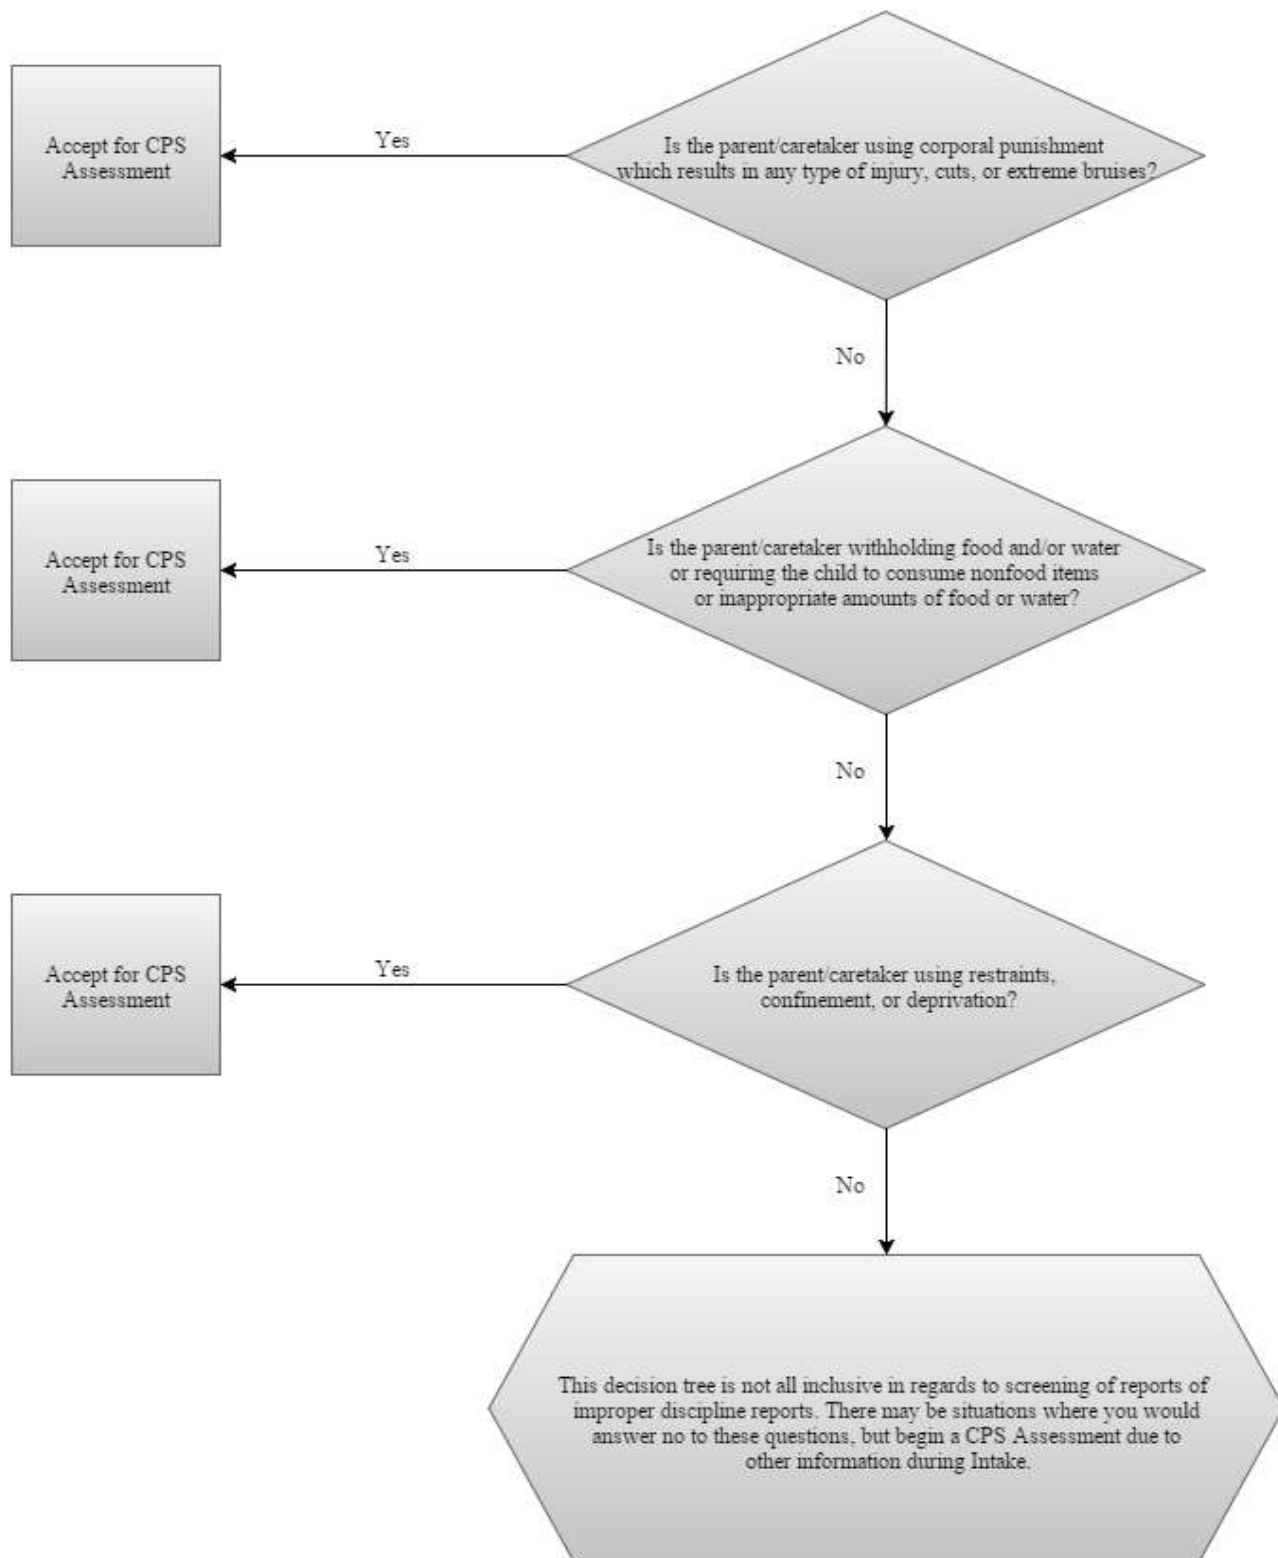 Is the parent/caretaker using corporal punishment
which results in any type of injury, cuts, or extreme bruises?
Yes
Accept for CPS
Assessment
No
Is the parent/caretaker withholding food and/or water
or requiring the child to consume nonfood items
or inappropriate amounts of food or water?
Yes
Accept for CPS
Assessment
No
Is the parent/caretaker using restraints,
confinement, or deprivation?
Yes
Accept for CPS
Assessment
No
This decision tree is not all inclusive in regards to screening of reports of
improper discipline reports. There may be situations where you would
answer no to these questions, but begin a CPS Assessment due to
other information during Intake.